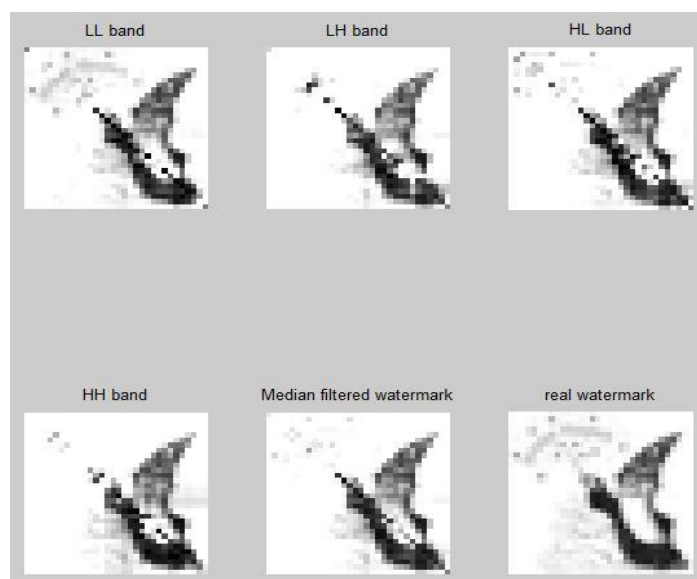 LL band
LH band
HL band
HH band
Median filtered watermark
real watermark